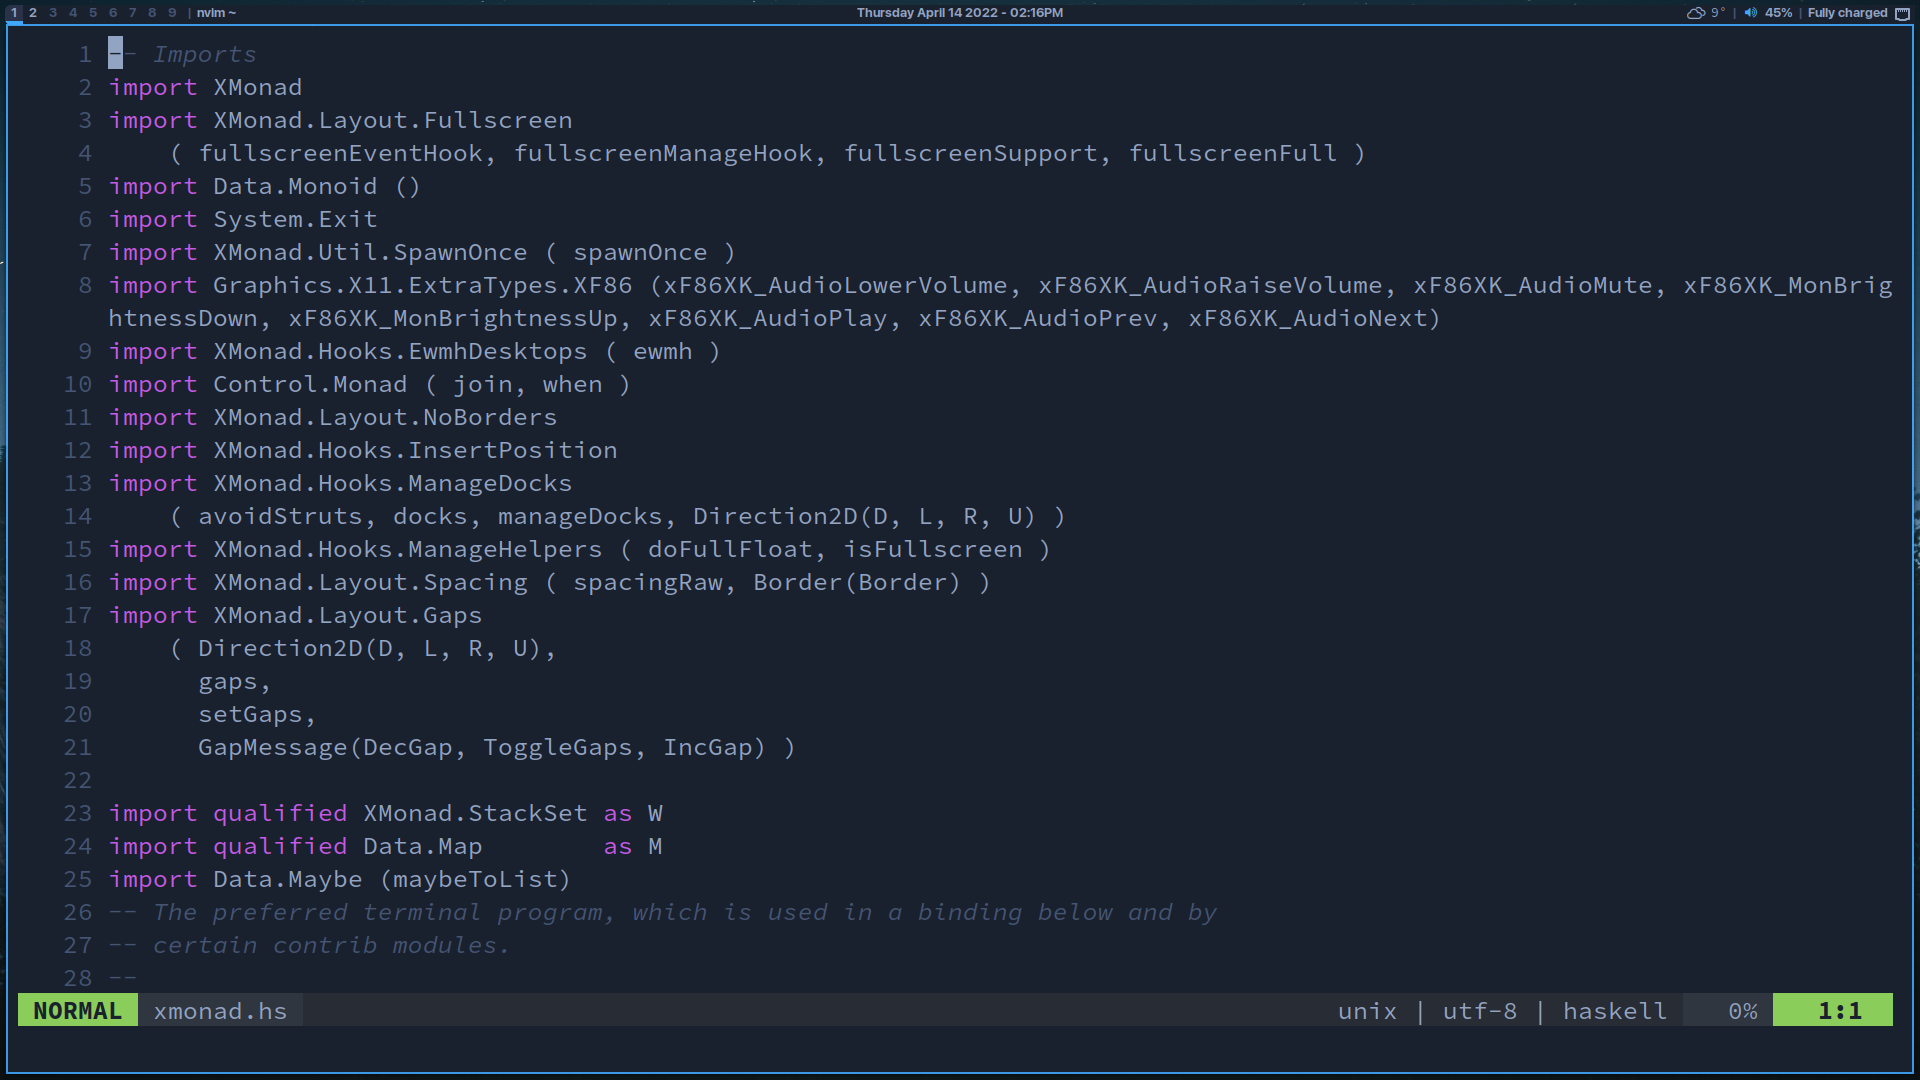 1 2 3 4 5 6 7 8 9 | nvim ~
Thursday April 14 2022 - 02:16PM
9° | 45% | Fully charged
1 -- Imports
2 import XMonad
3 import XMonad.Layout.Fullscreen
4     ( fullscreenEventHook, fullscreenManageHook, fullscreenSupport, fullscreenFull )
5 import Data.Monoid ()
6 import System.Exit
7 import XMonad.Util.SpawnOnce ( spawnOnce )
8 import Graphics.X11.ExtraTypes.XF86 (xF86XK_AudioLowerVolume, xF86XK_AudioRaiseVolume, xF86XK_AudioMute, xF86XK_MonBrig
htnessDown, xF86XK_MonBrightnessUp, xF86XK_AudioPlay, xF86XK_AudioPrev, xF86XK_AudioNext)
9 import XMonad.Hooks.EwmhDesktops ( ewmh )
10 import Control.Monad ( join, when )
11 import XMonad.Layout.NoBorders
12 import XMonad.Hooks.InsertPosition
13 import XMonad.Hooks.ManageDocks
14     ( avoidStruts, docks, manageDocks, Direction2D(D, L, R, U) )
15 import XMonad.Hooks.ManageHelpers ( doFullFloat, isFullscreen )
16 import XMonad.Layout.Spacing ( spacingRaw, Border(Border) )
17 import XMonad.Layout.Gaps
18     ( Direction2D(D, L, R, U),
19       gaps,
20       setGaps,
21       GapMessage(DecGap, ToggleGaps, IncGap) )
22
23 import qualified XMonad.StackSet as W
24 import qualified Data.Map        as M
25 import Data.Maybe (maybeToList)
26 -- The preferred terminal program, which is used in a binding below and by
27 -- certain contrib modules.
28 --
NORMAL xmonad.hs unix | utf-8 | haskell 0% 1:1